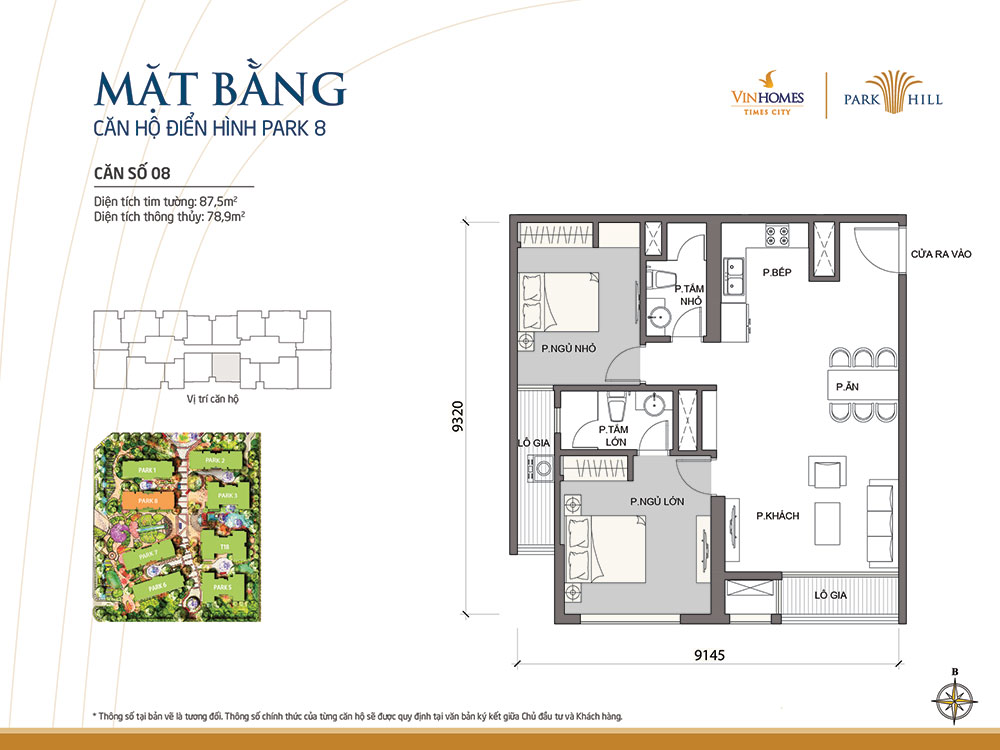 MẶT BẰNG
CĂN HỘ ĐIỂN HÌNH PARK 8
VINHOMES
TIMES CITY
PARK HILL
CĂN SỐ 08
Diện tích tim tường: 87,5m²
Diện tích thông thủy: 78,9m²
CỬA RA VÀO
P.BẾP
P.TẮM
NHỎ
P.NGỦ NHỎ
P.ĂN
Vị trí căn hộ
9320
P.TẮM
LỚN
LÔ GIA
P.NGỦ LỚN
P.KHÁCH
LÔ GIA
PARK 1
PARK 2
PARK 8
PARK 3
T18
PARK 7
PARK 6
PARK 5
9145
B
* Thông số tại bản vẽ là tương đối. Thông số chính thức của từng căn hộ sẽ được quy định tại văn bản ký kết giữa Chủ đầu tư và Khách hàng.